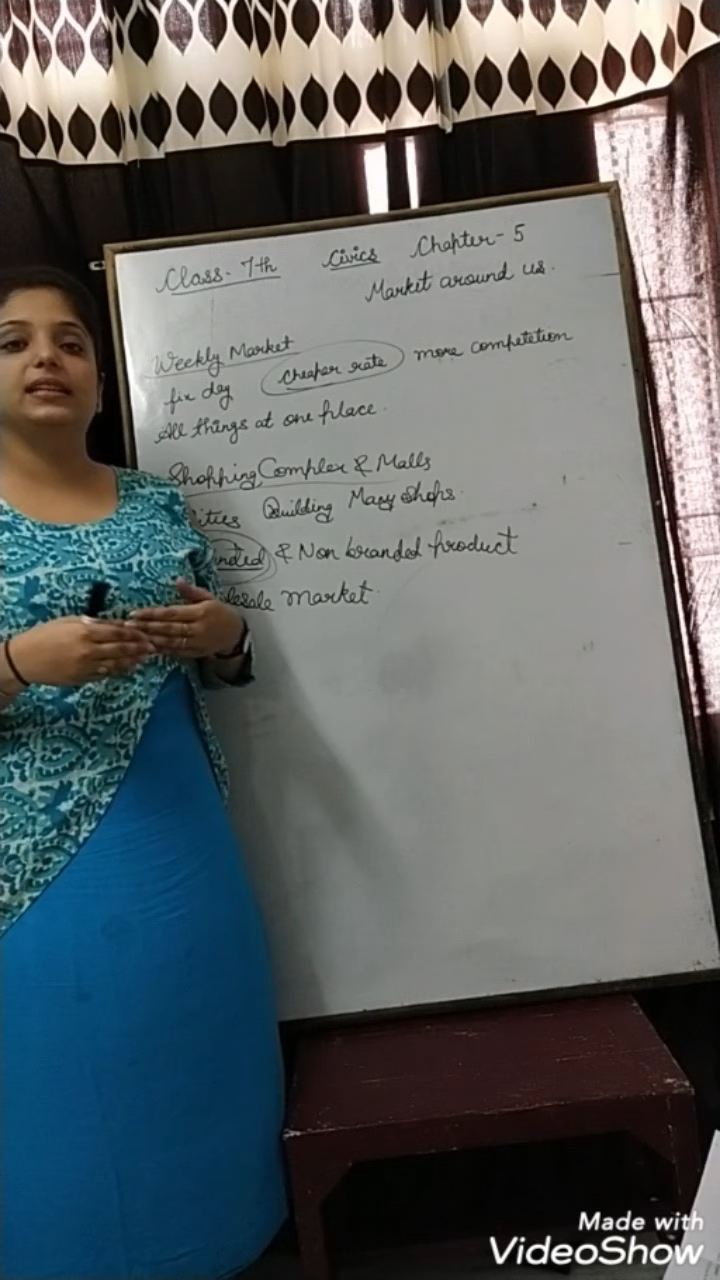 Class- 7th Civics Chapter- 5
Market around us.
Weekly Market
fix day cheaper rate more competetion
All things at one place.
Shopping Complex & Malls
Building Many Shops.
& Non branded product
Market.
Made with
VideoShow